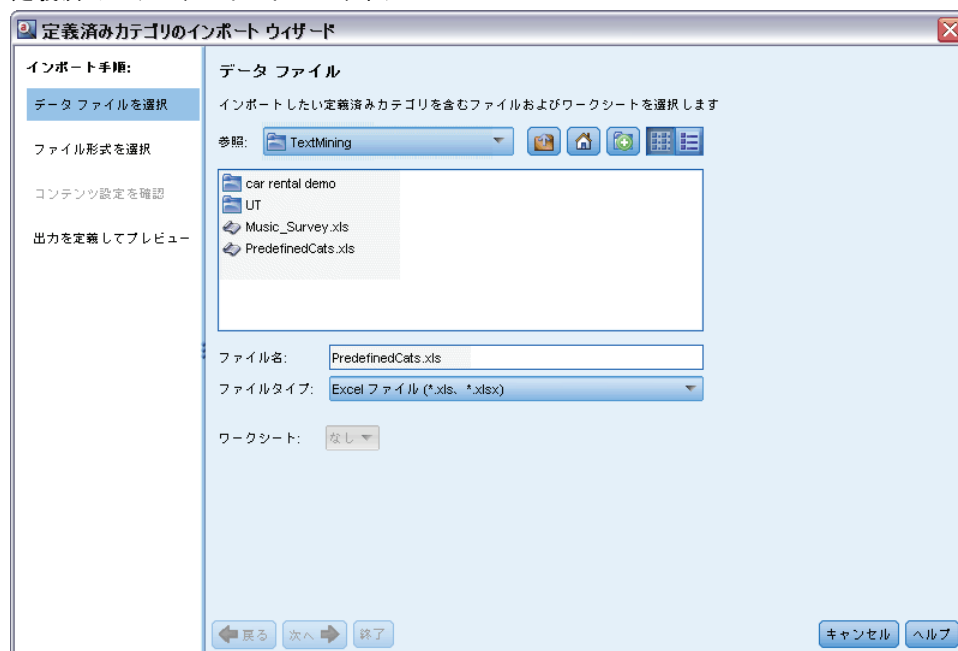 定義済みカテゴリのインポート ウィザード
インポート手順:
データ ファイルを選択
ファイル形式を選択
コンテンツ設定を確認
出力を定義してプレビュー
データ ファイル
インポートしたい定義済みカテゴリを含むファイルおよびワークシートを選択します
参照: TextMining
car rental demo
UT
Music_Survey.xls
PredefinedCats.xls
ファイル名: PredefinedCats.xls
ファイルタイプ: Excel ファイル (*.xls、*.xlsx)
ワークシート: なし
戻る 次へ 終了 キャンセル ヘルプ